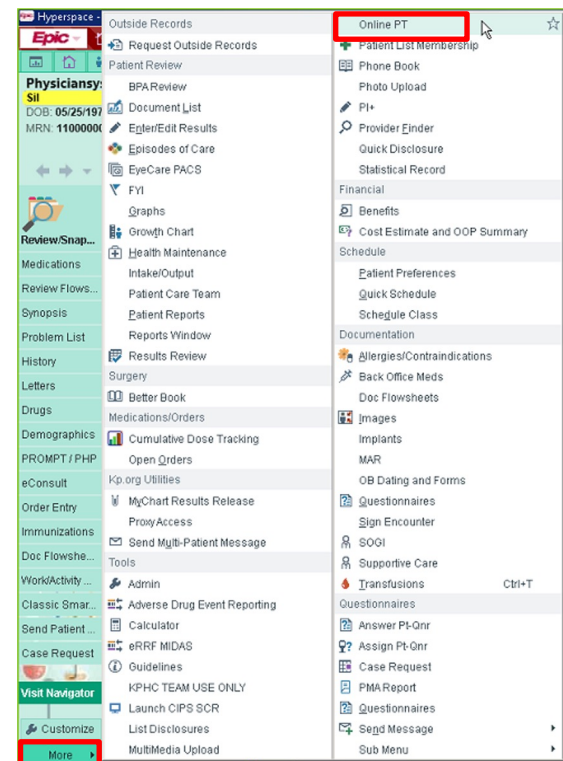 Hyperspace -
Epic
Physiciansy
Sil
DOB: 05/25/197
MRN: 1100000
Review/Snap...
Medications
Review Flows...
Synopsis
Problem List
History
Letters
Drugs
Demographics
PROMPT / PHP
eConsult
Order Entry
Immunizations
Doc Flowshe...
Work/Activity ...
Classic Smar...
Send Patient ...
Case Request
Visit Navigator
Customize
More
Outside Records
Request Outside Records
Patient Review
BPA Review
Document List
Enter/Edit Results
Episodes of Care
EyeCare PACS
FYI
Graphs
Growth Chart
Health Maintenance
Intake/Output
Patient Care Team
Patient Reports
Reports Window
Results Review
Surgery
Better Book
Medications/Orders
Cumulative Dose Tracking
Open Orders
Kp.org Utilities
MyChart Results Release
Proxy Access
Send Multi-Patient Message
Tools
Admin
Adverse Drug Event Reporting
Calculator
eRRF MIDAS
Guidelines
KPHC TEAM USE ONLY
Launch CIPS SCR
List Disclosures
MultiMedia Upload
Online PT
Patient List Membership
Phone Book
Photo Upload
PI+
Provider Finder
Quick Disclosure
Statistical Record
Financial
Benefits
Cost Estimate and OOP Summary
Schedule
Patient Preferences
Quick Schedule
Schedule Class
Documentation
Allergies/Contraindications
Back Office Meds
Doc Flowsheets
Images
Implants
MAR
OB Dating and Forms
Questionnaires
Sign Encounter
SOGI
Supportive Care
Transfusions Ctrl+T
Questionnaires
Answer Pt-Qnr
Assign Pt-Qnr
Case Request
PMA Report
Questionnaires
Send Message
Sub Menu